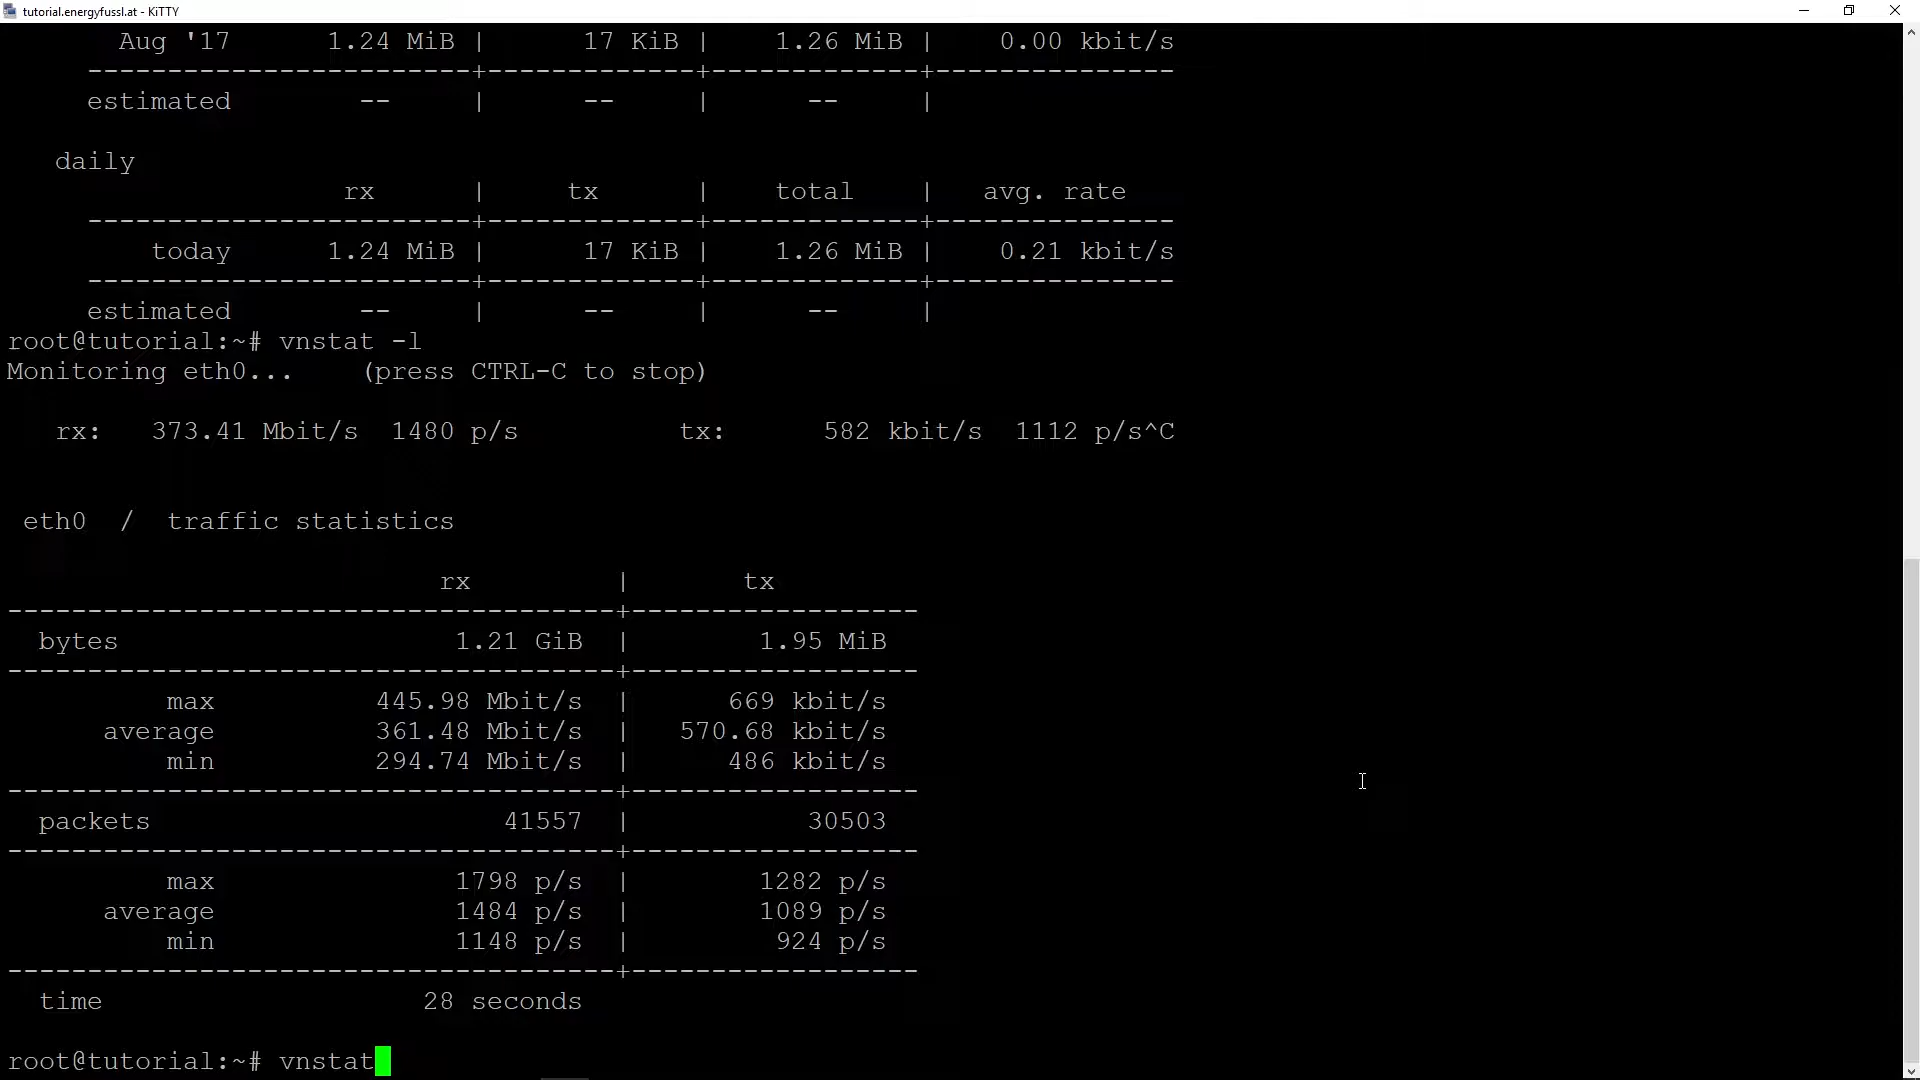 tutorial.energyfussl.at - KiTTY
Aug '17 1.24 MiB | 17 KiB | 1.26 MiB | 0.00 kbit/s
------------------------+-------------+-------------+---------------
estimated -- | -- | -- |
daily
rx | tx | total | avg. rate
------------------------+-------------+-------------+---------------
today 1.24 MiB | 17 KiB | 1.26 MiB | 0.21 kbit/s
------------------------+-------------+-------------+---------------
estimated -- | -- | -- |
root@tutorial:~# vnstat -l
Monitoring eth0... (press CTRL-C to stop)
rx: 373.41 Mbit/s 1480 p/s tx: 582 kbit/s 1112 p/s^C
eth0 / traffic statistics
rx | tx
--------------------------------------+------------------
bytes 1.21 GiB | 1.95 MiB
--------------------------------------+------------------
max 445.98 Mbit/s | 669 kbit/s
average 361.48 Mbit/s | 570.68 kbit/s
min 294.74 Mbit/s | 486 kbit/s
--------------------------------------+------------------
packets 41557 | 30503
--------------------------------------+------------------
max 1798 p/s | 1282 p/s
average 1484 p/s | 1089 p/s
min 1148 p/s | 924 p/s
--------------------------------------+------------------
time 28 seconds
root@tutorial:~# vnstat